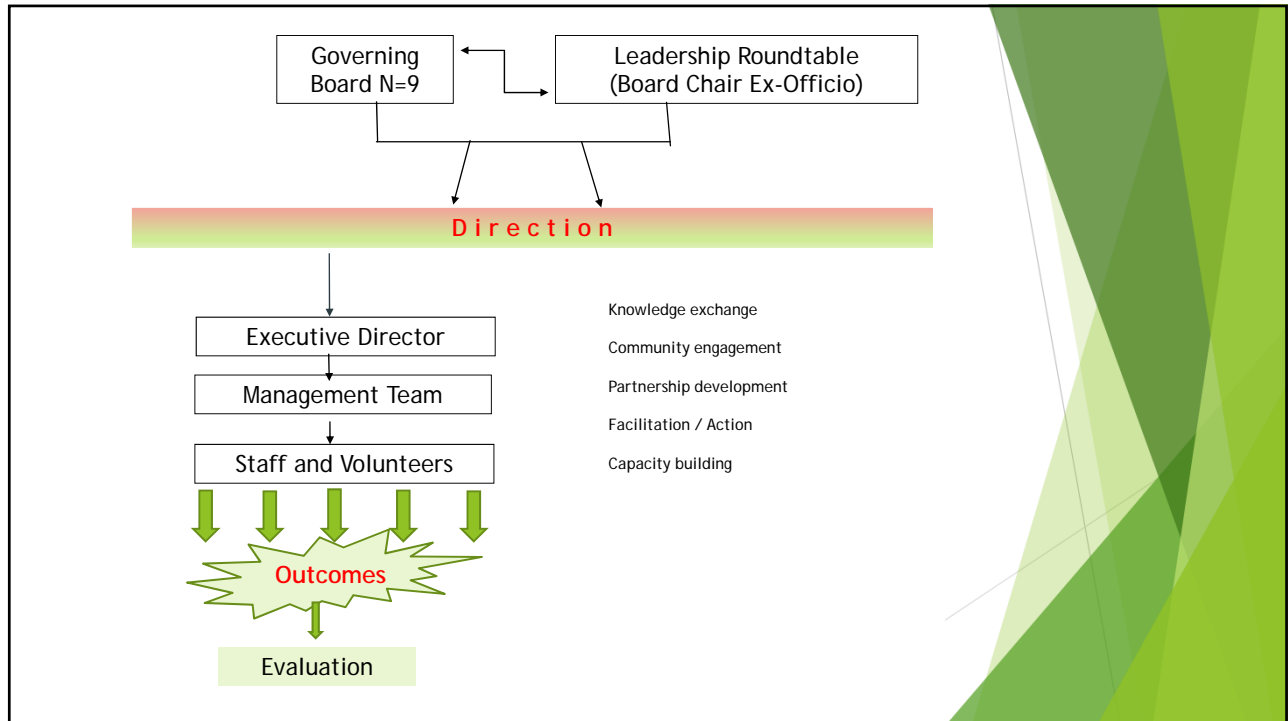 Governing
Board N=9
Leadership Roundtable
(Board Chair Ex-Officio)
Direction
Executive Director
Management Team
Staff and Volunteers
Outcomes
Evaluation
Knowledge exchange
Community engagement
Partnership development
Facilitation / Action
Capacity building